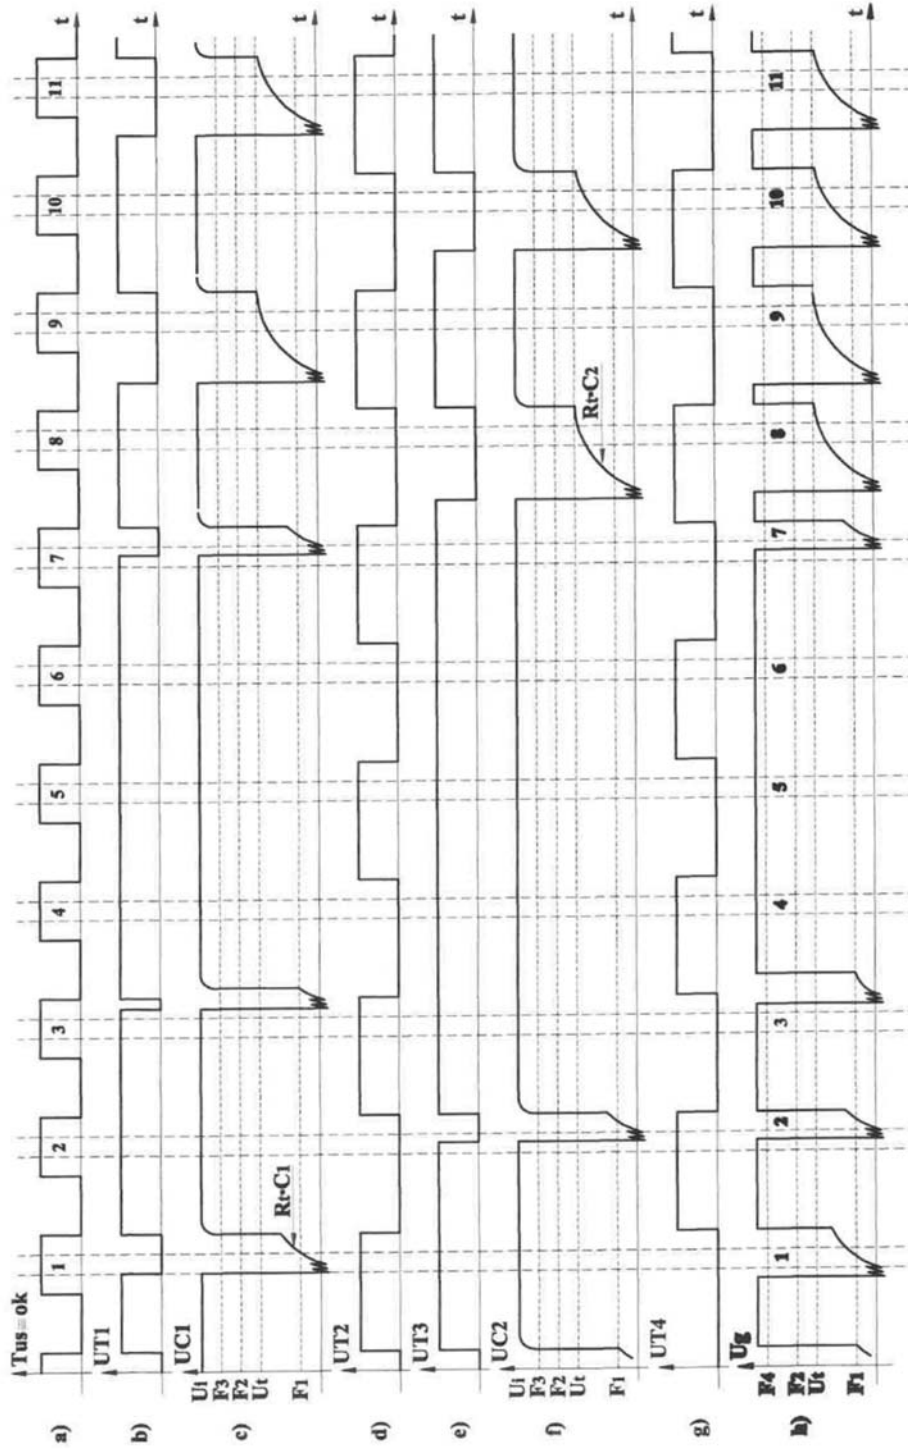 a) Tus=ok 1 2 3 4 5 6 7 8 9 10 11 t
b) UT1 t
c) UC1 t
Ui
F3
F2
Ut
F1
Rt•C1
d) UT2 t
e) UT3 t
f) UC2 t
Ui
F3
F2
Ut
F1
Rt•C2
g) UT4 t
h) Ug 1 2 3 4 5 6 7 8 9 10 11 t
F4
F2
Ut
F1